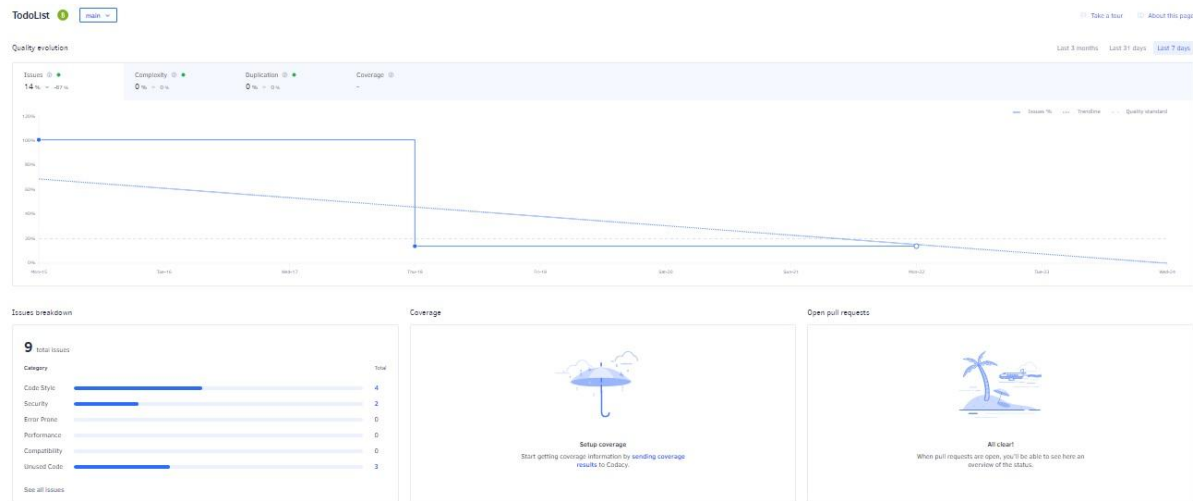 TodoList B main
Take a tour About this page
Quality evolution
Last 3 months Last 31 days Last 7 days
Issues Complexity Duplication Coverage
14 % = -87 % 0 % = 0 % 0 % = 0 % -
Issues % Trendline Quality standard
120%
100%
80%
60%
40%
20%
0%
Mon-15 Tue-16 Wed-17 Thu-18 Fri-19 Sat-20 Sun-21 Mon-22 Tue-23 Wed-24
Issues breakdown
9 total issues
Category Total
Code Style 4
Security 2
Error Prone 0
Performance 0
Compatibility 0
Unused Code 3
See all issues
Coverage
Setup coverage
Start getting coverage information by sending coverage
results to Codacy.
Open pull requests
All clear!
When pull requests are open, you'll be able to see here an
overview of the status.